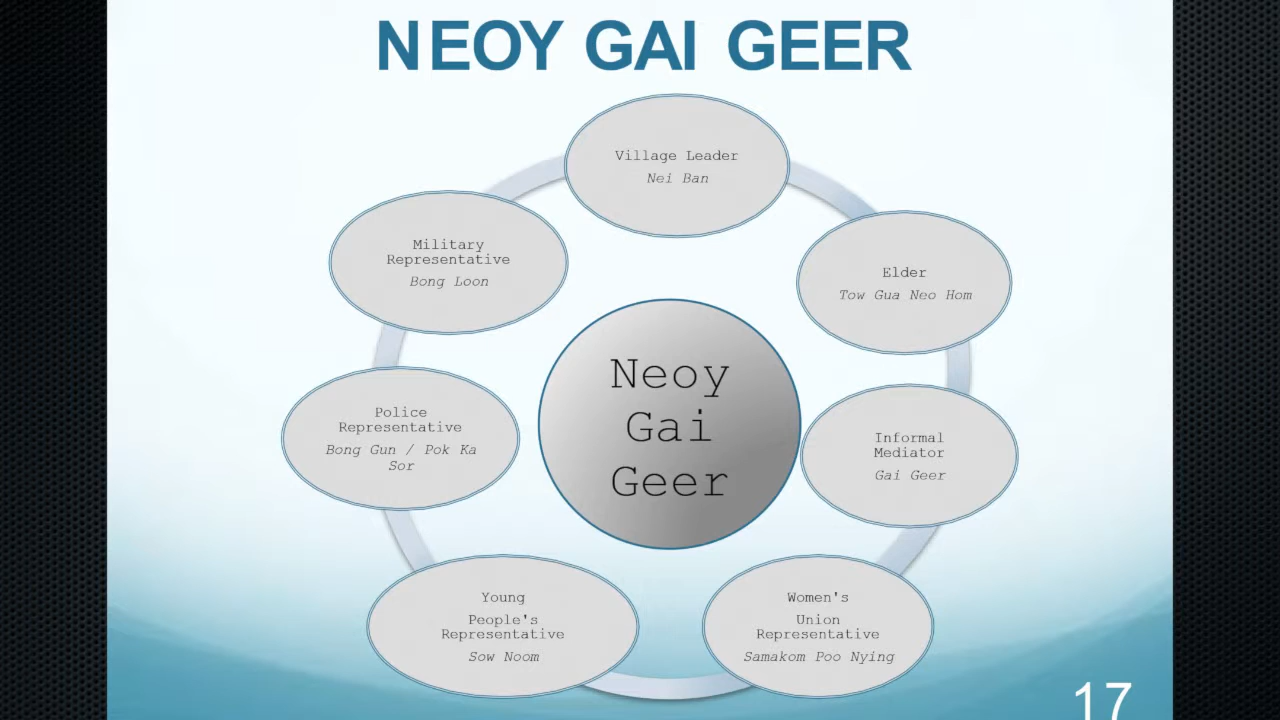 NEOY GAI GEER
Village Leader
Nei Ban
Military
Representative
Bong Loon
Elder
Tow Gua Neo Hom
Neoy
Gai
Geer
Police
Representative
Bong Gun / Pok Ka
Sor
Informal
Mediator
Gai Geer
Young
People's
Representative
Sow Noom
Women's
Union
Representative
Samakom Poo Nying
17